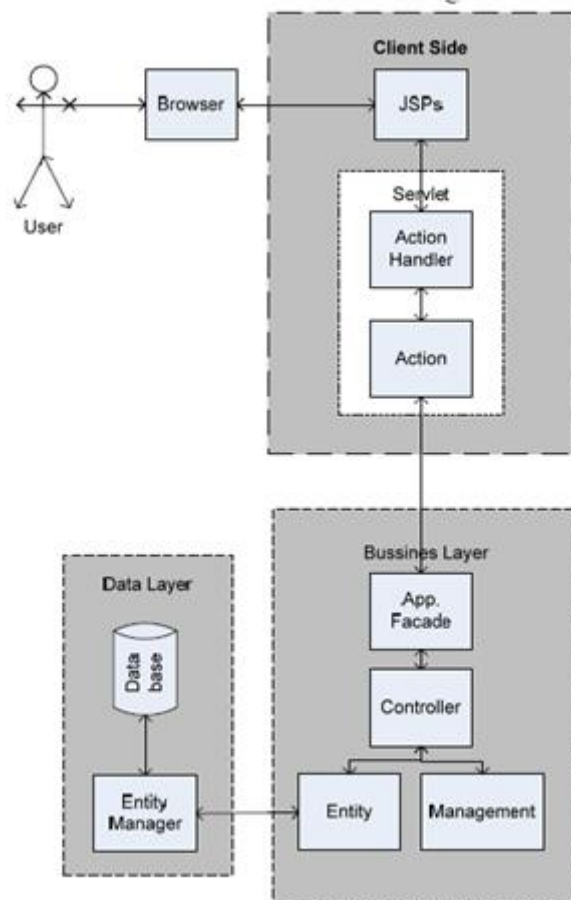 Client Side
Browser
JSPs
User
Servlet
Action
Handler
Action
Bussines Layer
Data Layer
App.
Facade
Data
base
Controller
Entity
Manager
Entity
Management